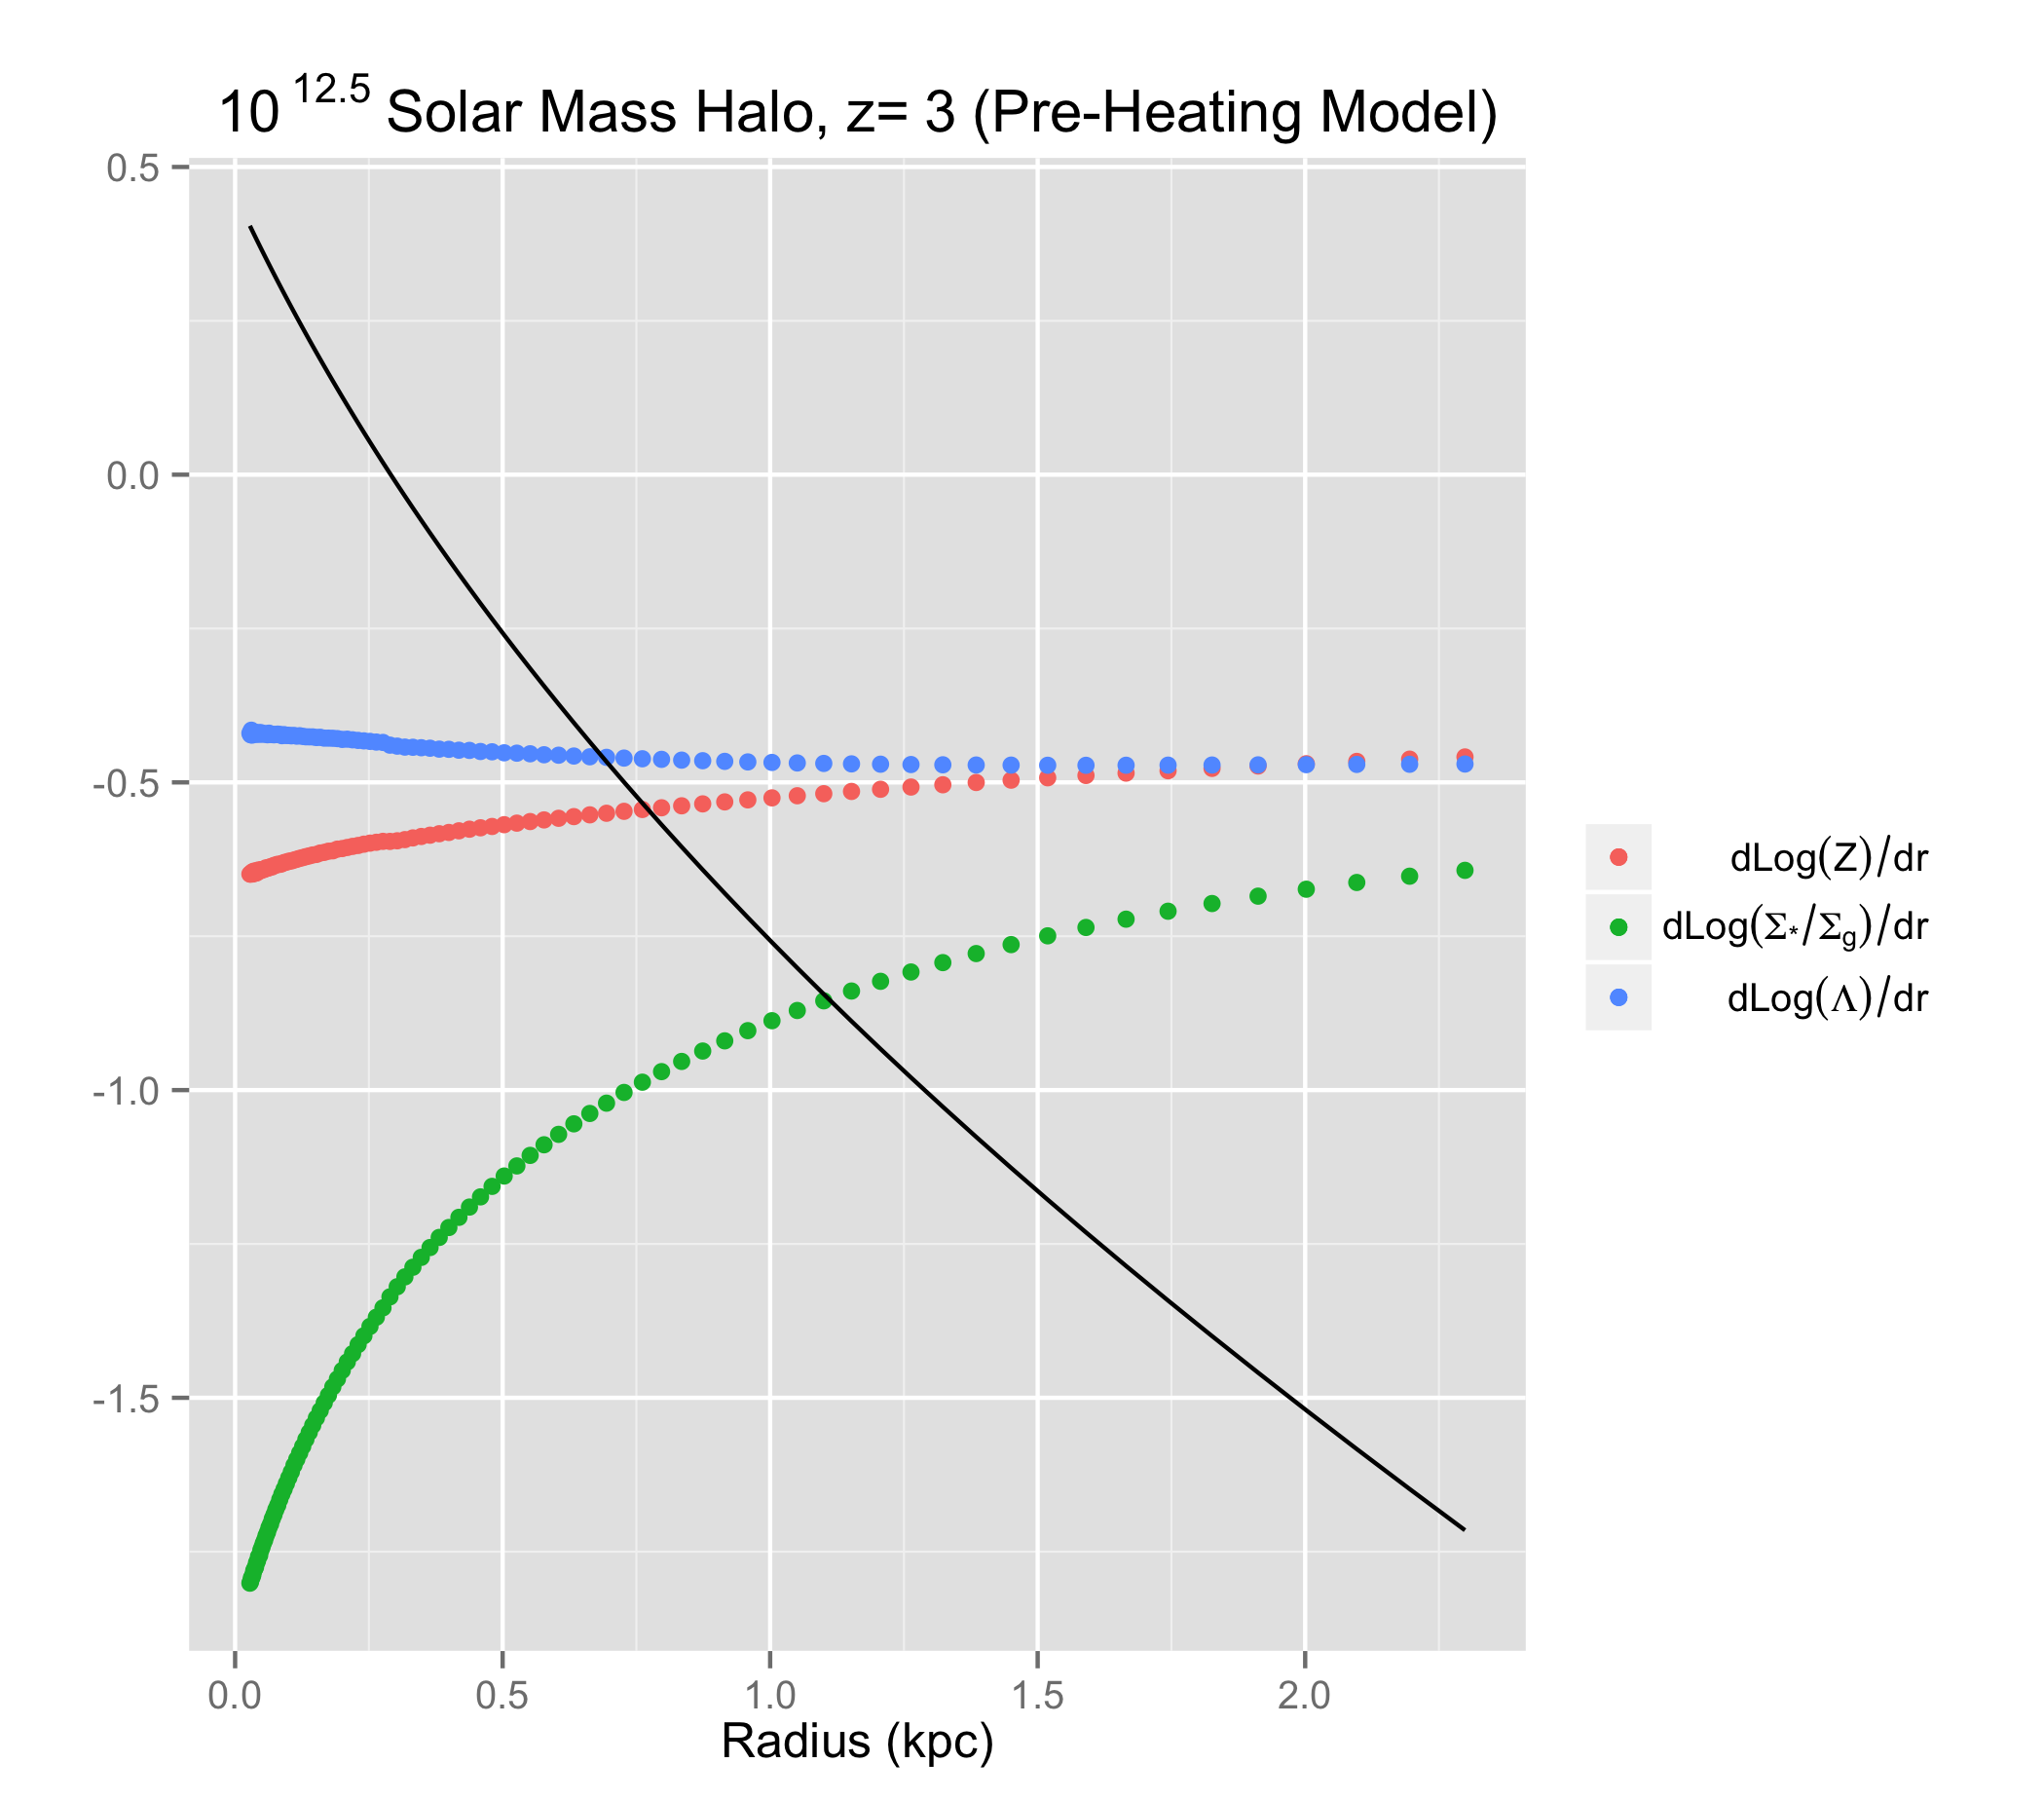 10^12.5 Solar Mass Halo, z= 3 (Pre-Heating Model)
0.5
0.0
-0.5
-1.0
-1.5
0.0 0.5 1.0 1.5 2.0
Radius (kpc)
dLog(Z)/dr
dLog(Σ*/Σg)/dr
dLog(Λ)/dr